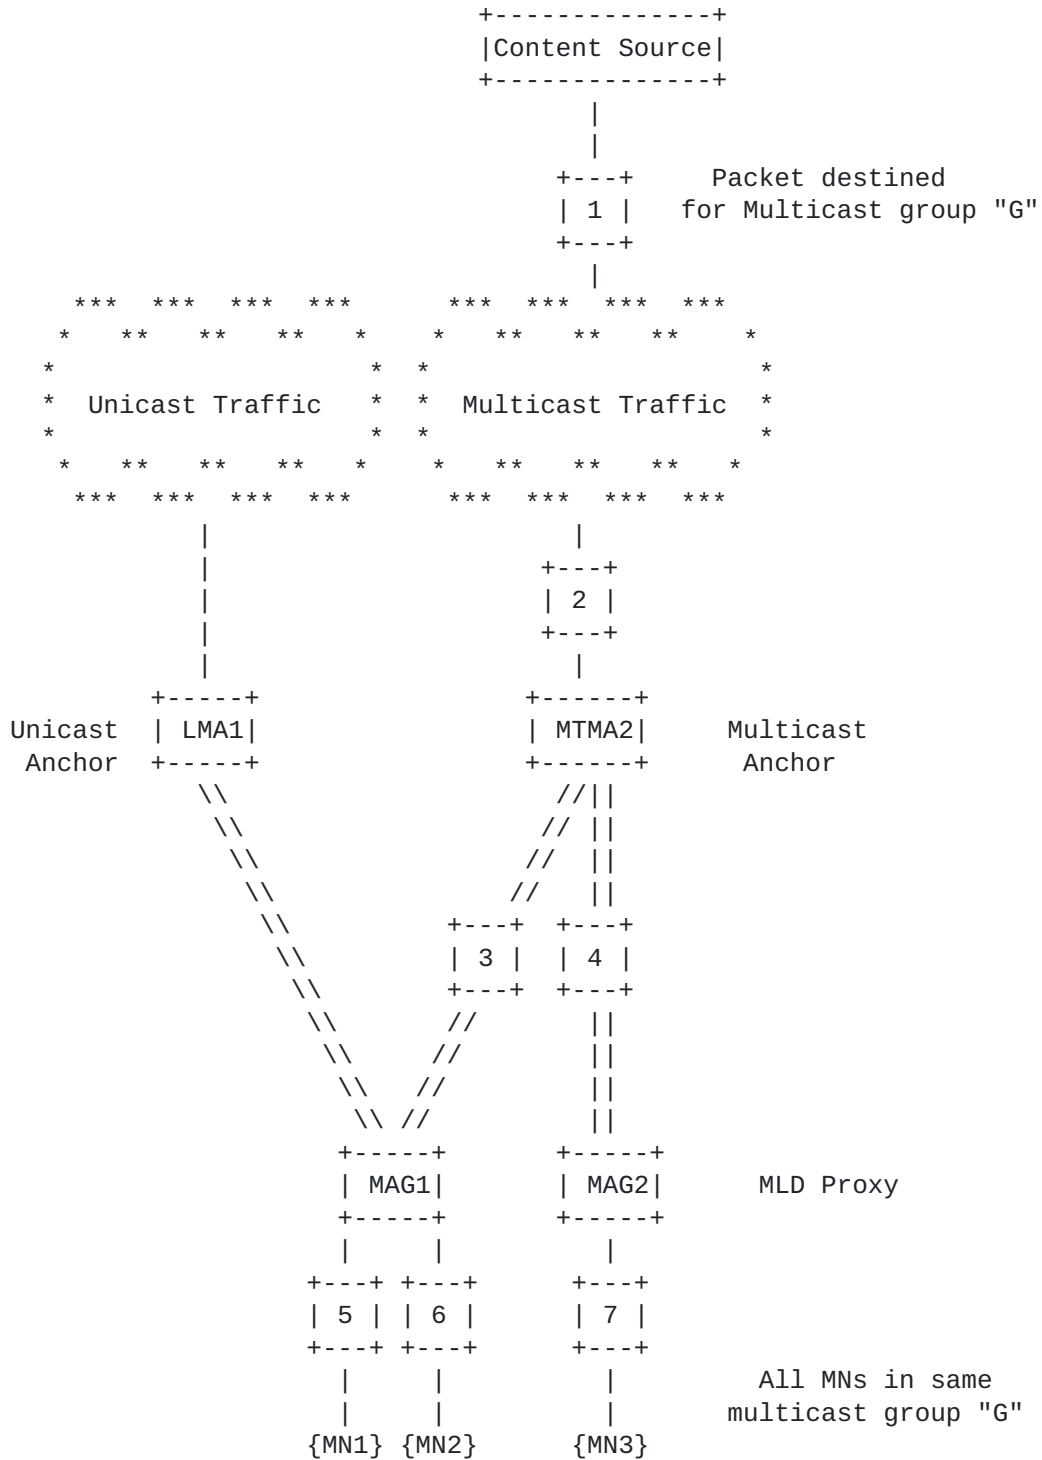 Content Source
Packet destined
1 for Multicast group "G"
Unicast Traffic Multicast Traffic
2
Unicast LMA1 MTMA2 Multicast
Anchor Anchor
3 4
MAG1 MAG2 MLD Proxy
5 6 7
All MNs in same
multicast group "G"
{MN1} {MN2} {MN3}